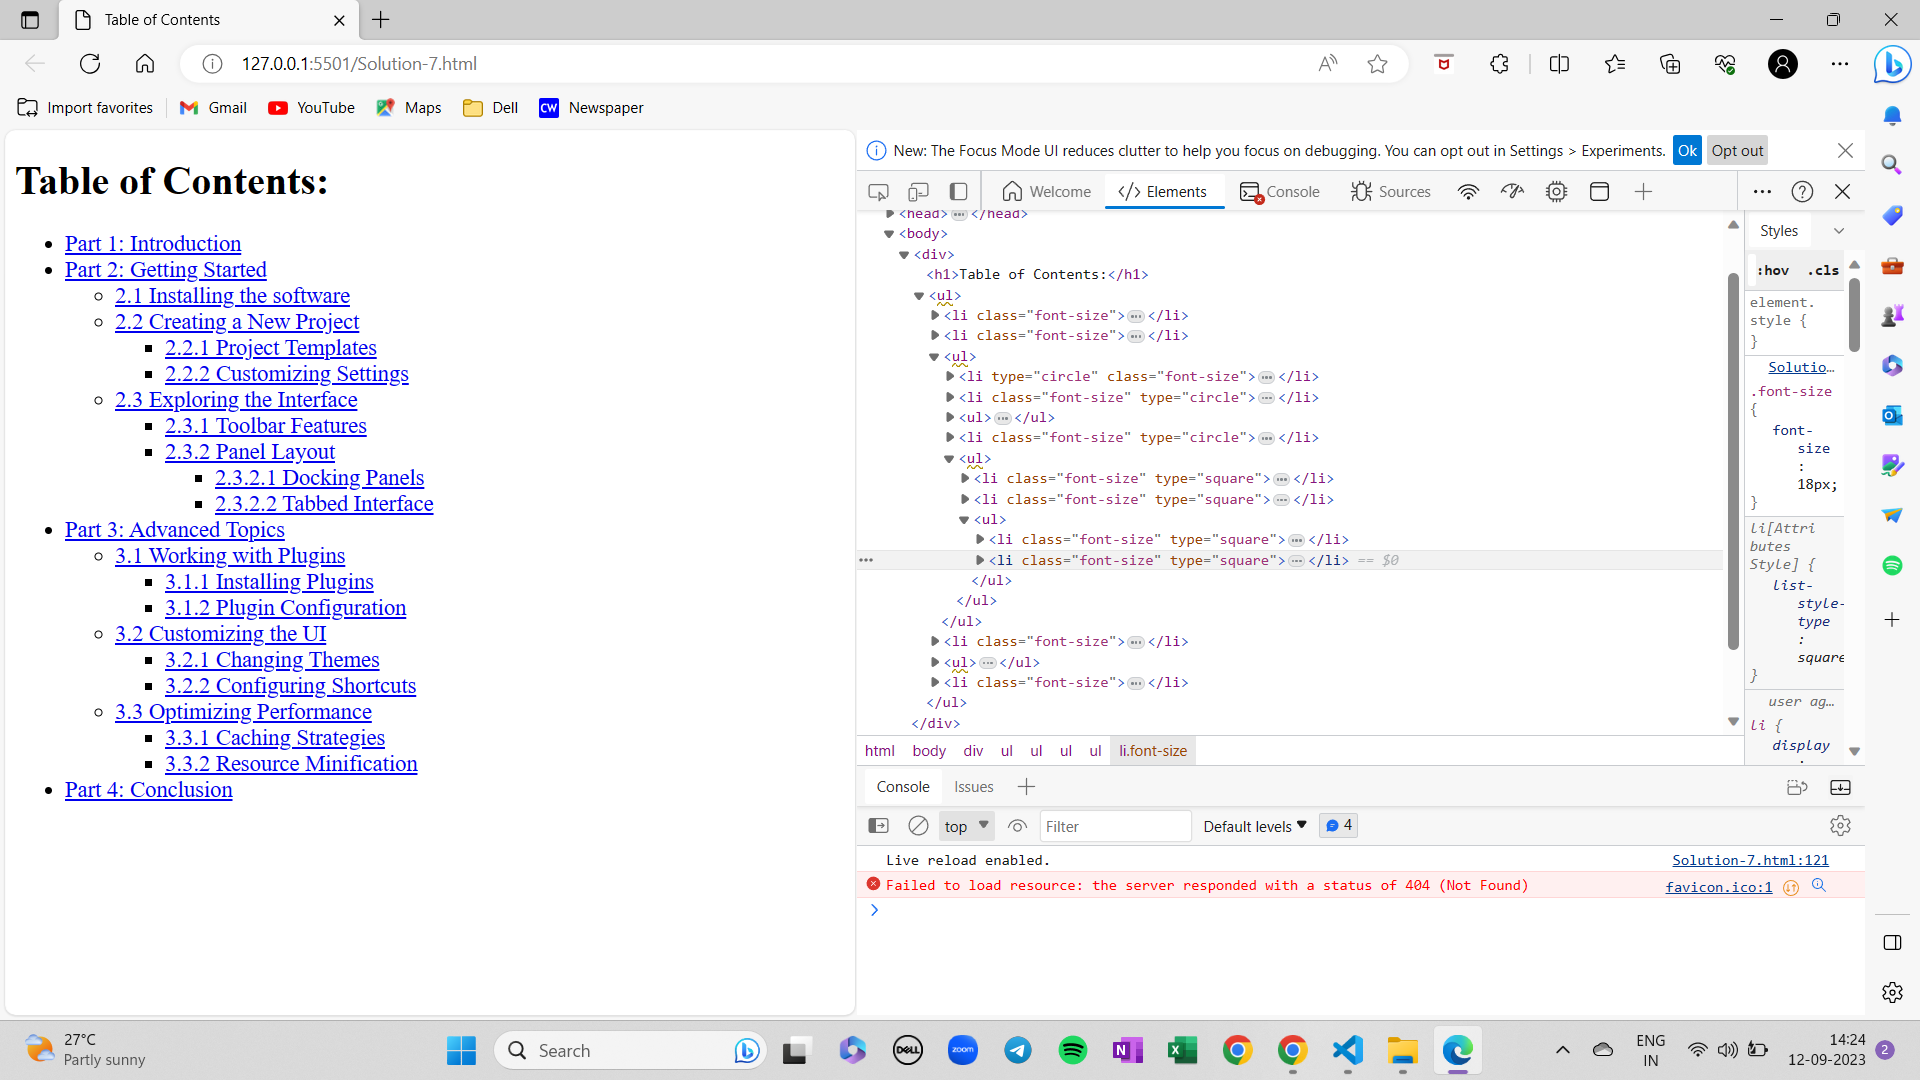 Table of Contents
127.0.0.1:5501/Solution-7.html
Import favorites
Gmail
YouTube
Maps
Dell
CW
Newspaper
Table of Contents:
Part 1: Introduction
Part 2: Getting Started
2.1 Installing the software
2.2 Creating a New Project
2.2.1 Project Templates
2.2.2 Customizing Settings
2.3 Exploring the Interface
2.3.1 Toolbar Features
2.3.2 Panel Layout
2.3.2.1 Docking Panels
2.3.2.2 Tabbed Interface
Part 3: Advanced Topics
3.1 Working with Plugins
3.1.1 Installing Plugins
3.1.2 Plugin Configuration
3.2 Customizing the UI
3.2.1 Changing Themes
3.2.2 Configuring Shortcuts
3.3 Optimizing Performance
3.3.1 Caching Strategies
3.3.2 Resource Minification
Part 4: Conclusion
New: The Focus Mode UI reduces clutter to help you focus on debugging. You can opt out in Settings > Experiments. Ok Opt out
Welcome Elements Console Sources
<head> ... </head>
<body>
<div>
<h1>Table of Contents:</h1>
<ul>
<li class="font-size"> ... </li>
<li class="font-size"> ... </li>
<ul>
<li type="circle" class="font-size"> ... </li>
<li class="font-size" type="circle"> ... </li>
<ul> ... </ul>
<li class="font-size" type="circle"> ... </li>
<ul>
<li class="font-size" type="square"> ... </li>
<li class="font-size" type="square"> ... </li>
<ul>
<li class="font-size" type="square"> ... </li>
<li class="font-size" type="square"> ... </li> == $0
</ul>
</ul>
</ul>
<li class="font-size"> ... </li>
<ul> ... </ul>
<li class="font-size"> ... </li>
</ul>
</div>
html body div ul ul ul ul li.font-size
Styles
:hov .cls
element.
style {
}
Solutio…
.font-size
{
font-
size
:
18px;
}
li[Attri
butes
Style] {
list-
style-
type
:
square
}
user ag…
li {
display
:
Console Issues
top Filter Default levels 4
Live reload enabled. Solution-7.html:121
Failed to load resource: the server responded with a status of 404 (Not Found) favicon.ico:1
27°C
Partly sunny
Search
DELL
zoom
ENG
IN
14:24
12-09-2023
2